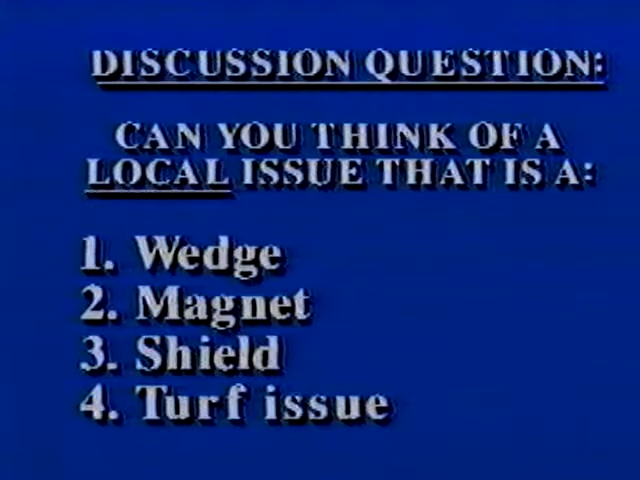 DISCUSSION QUESTION:
CAN YOU THINK OF A
LOCAL ISSUE THAT IS A:
1. Wedge
2. Magnet
3. Shield
4. Turf issue